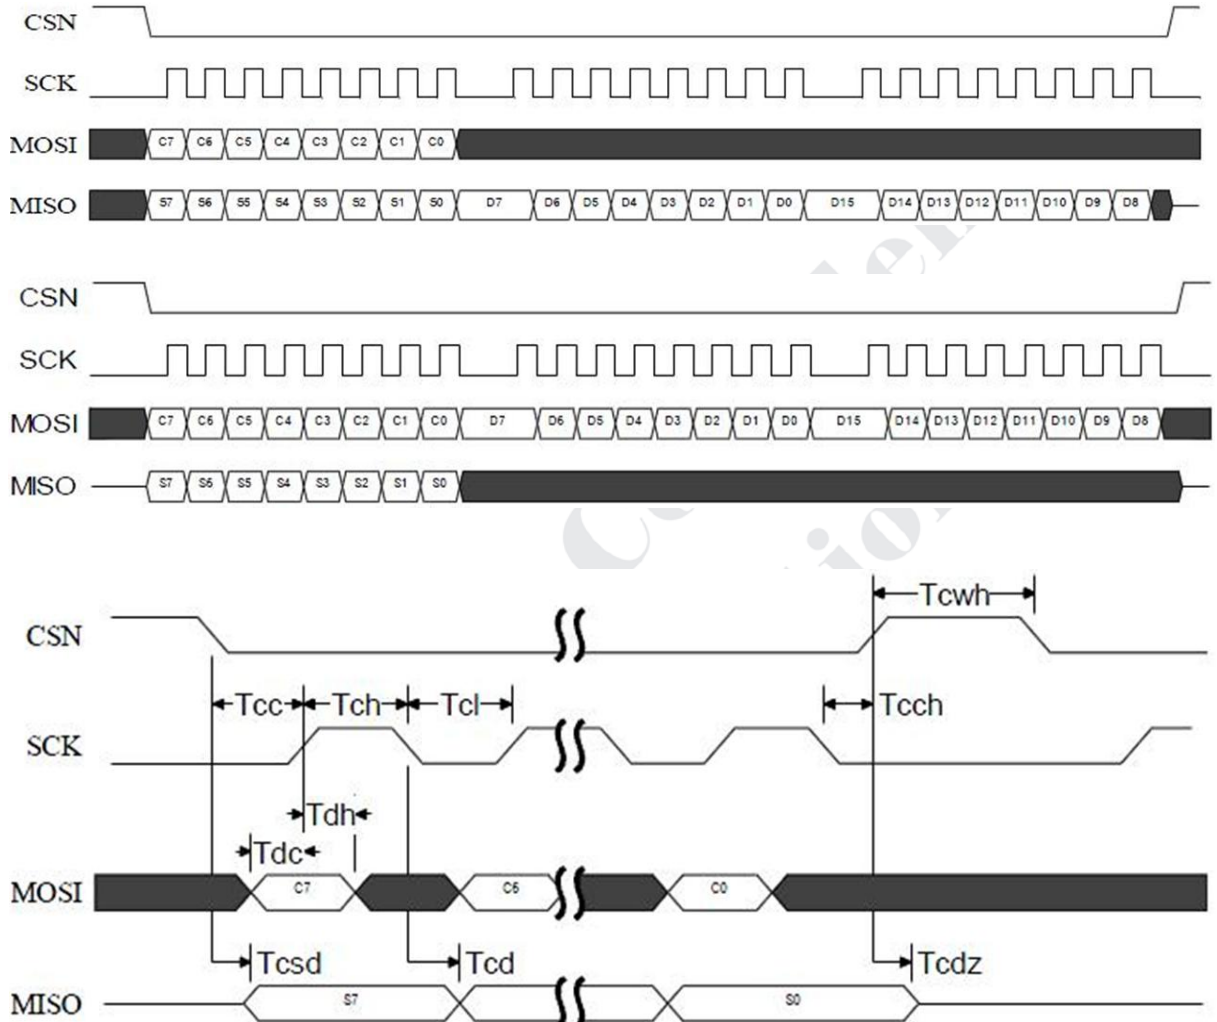 CSN
SCK
MOSI C7 C6 C5 C4 C3 C2 C1 C0
MISO S7 S6 S5 S4 S3 S2 S1 S0 D7 D6 D5 D4 D3 D2 D1 D0 D15 D14 D13 D12 D11 D10 D9 D8
CSN
SCK
MOSI C7 C6 C5 C4 C3 C2 C1 C0 D7 D6 D5 D4 D3 D2 D1 D0 D15 D14 D13 D12 D11 D10 D9 D8
MISO S7 S6 S5 S4 S3 S2 S1 S0
Tcwh
CSN
Tcc Tch Tcl Tcch
SCK
Tdh
Tdc
MOSI C7 C6 C0
Tcsd Tcd Tcdz
MISO S7 S0